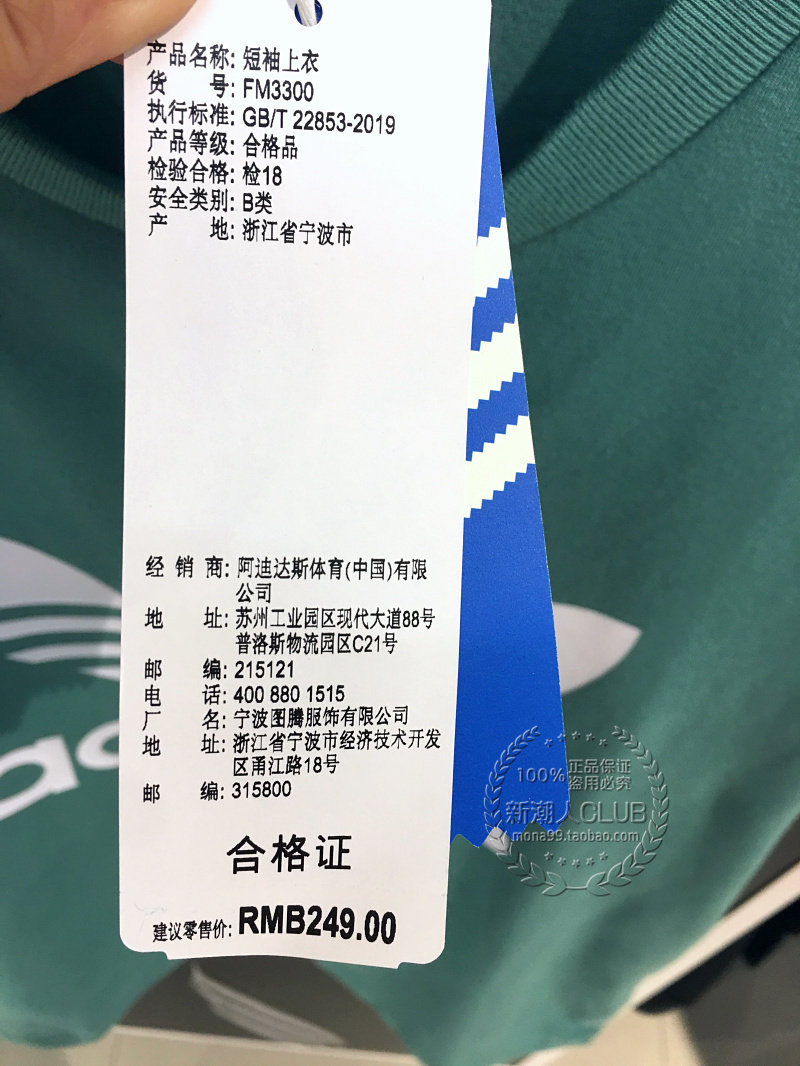 产品名称: 短袖上衣
货 号: FM3300
执行标准: GB/T 22853-2019
产品等级: 合格品
检验合格: 检18
安全类别: B类
产 地: 浙江省宁波市
经 销 商: 阿迪达斯体育(中国)有限
公司
地 址: 苏州工业园区现代大道88号
普洛斯物流园区C21号
邮 编: 215121
电 话: 400 880 1515
厂 名: 宁波图腾服饰有限公司
地 址: 浙江省宁波市经济技术开发
区甬江路18号
邮 编: 315800
合格证
建议零售价: RMB249.00
100% 正品保证
盗用必究
新潮人CLUB
mona99.taobao.com